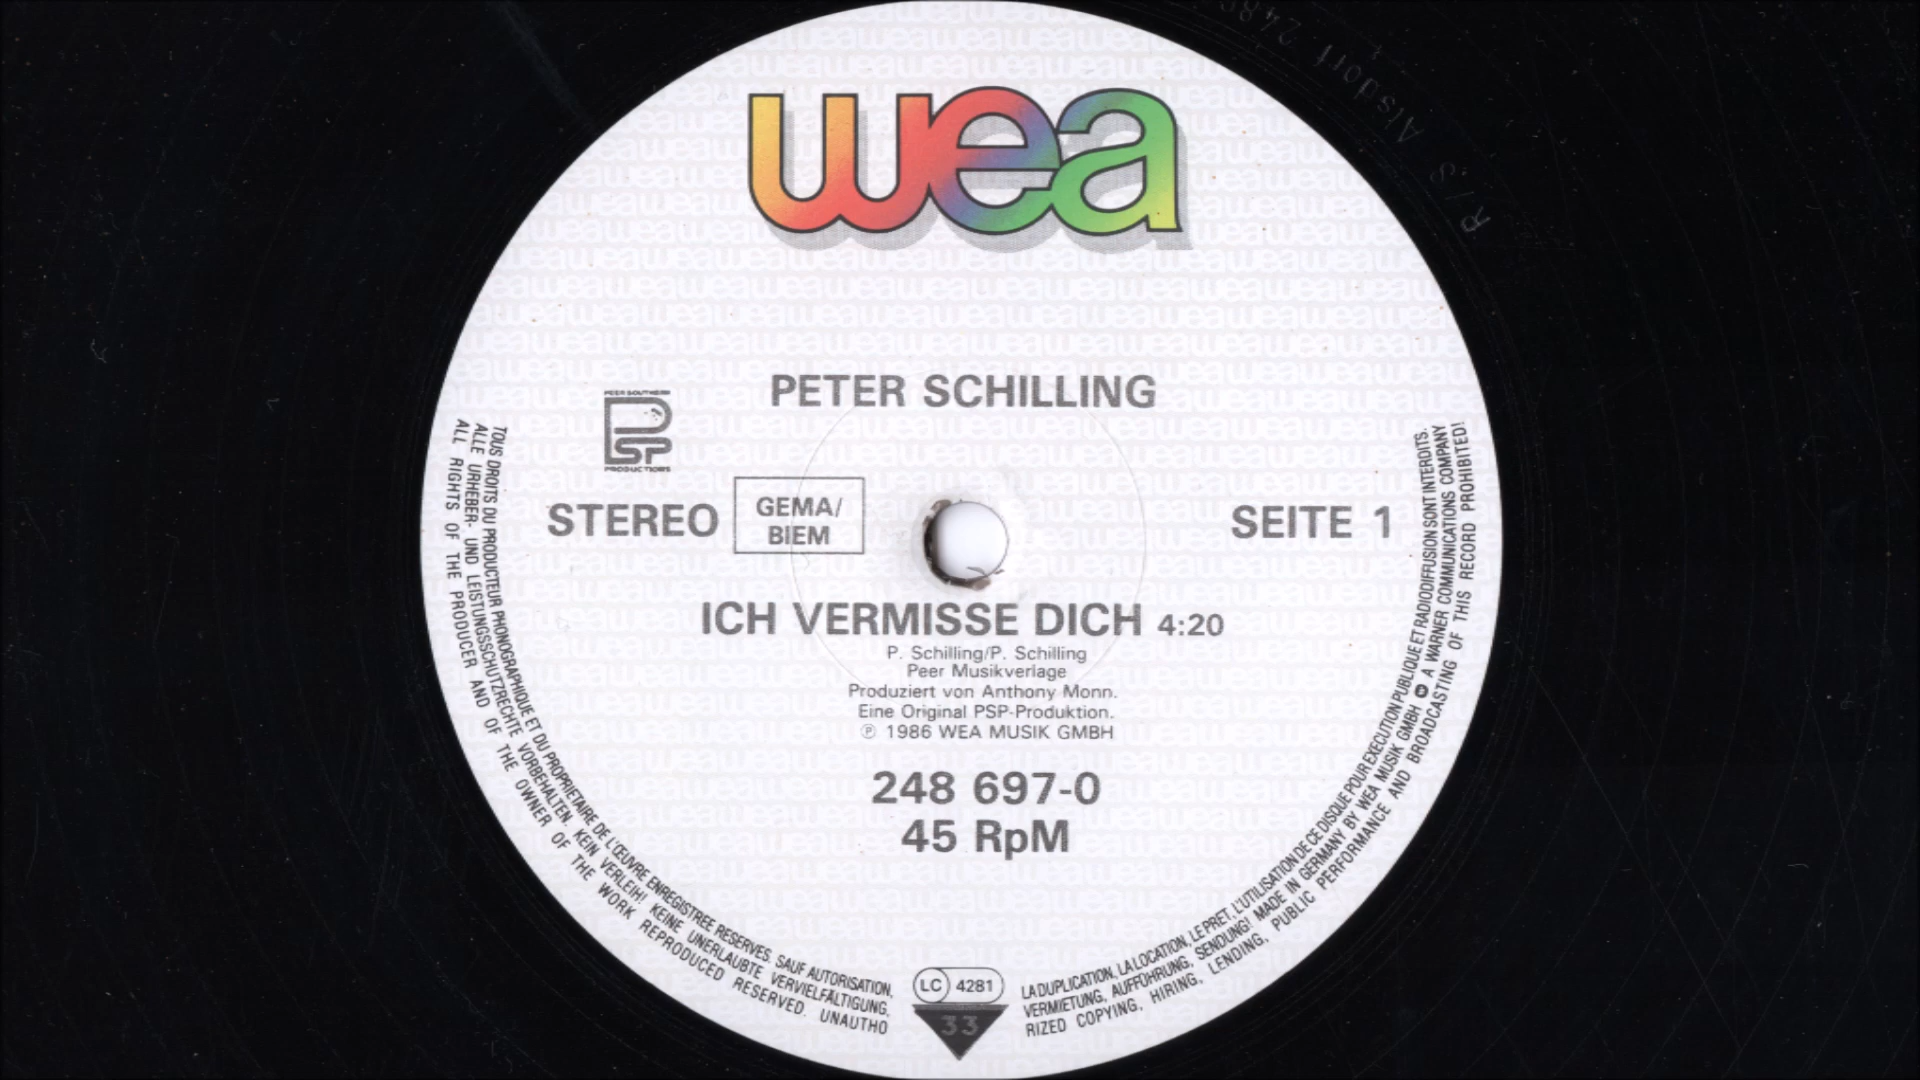 wea
PETER SCHILLING
PEER SOUTHERN
PSP
PRODUCTIONS
STEREO
GEMA/
BIEM
SEITE 1
ICH VERMISSE DICH 4:20
P. Schilling/P. Schilling
Peer Musikverlage
Produziert von Anthony Monn.
Eine Original PSP-Produktion.
℗ 1986 WEA MUSIK GMBH
248 697-0
45 RpM
TOUS DROITS DU PRODUCTEUR PHONOGRAPHIQUE ET DU PROPRIETAIRE DE L'ŒUVRE ENREGISTREE RESERVES. SAUF AUTORISATION, LA DUPLICATION, LA LOCATION, LE PRET, L'UTILISATION DE CE DISQUE POUR EXECUTION PUBLIQUE ET RADIODIFFUSION SONT INTERDITS.
ALLE URHEBER- UND LEISTUNGSSCHUTZRECHTE VORBEHALTEN. KEIN VERLEIH! KEINE UNERLAUBTE VERVIELFÄLTIGUNG, VERMIETUNG, AUFFÜHRUNG, SENDUNG! MADE IN GERMANY BY WEA MUSIK GMBH A WARNER COMMUNICATIONS COMPANY
ALL RIGHTS OF THE PRODUCER AND OF THE OWNER OF THE WORK REPRODUCED RESERVED. UNAUTHORIZED COPYING, HIRING, LENDING, PUBLIC PERFORMANCE AND BROADCASTING OF THIS RECORD PROHIBITED!
LC 4281
33
R/S Alsdorf